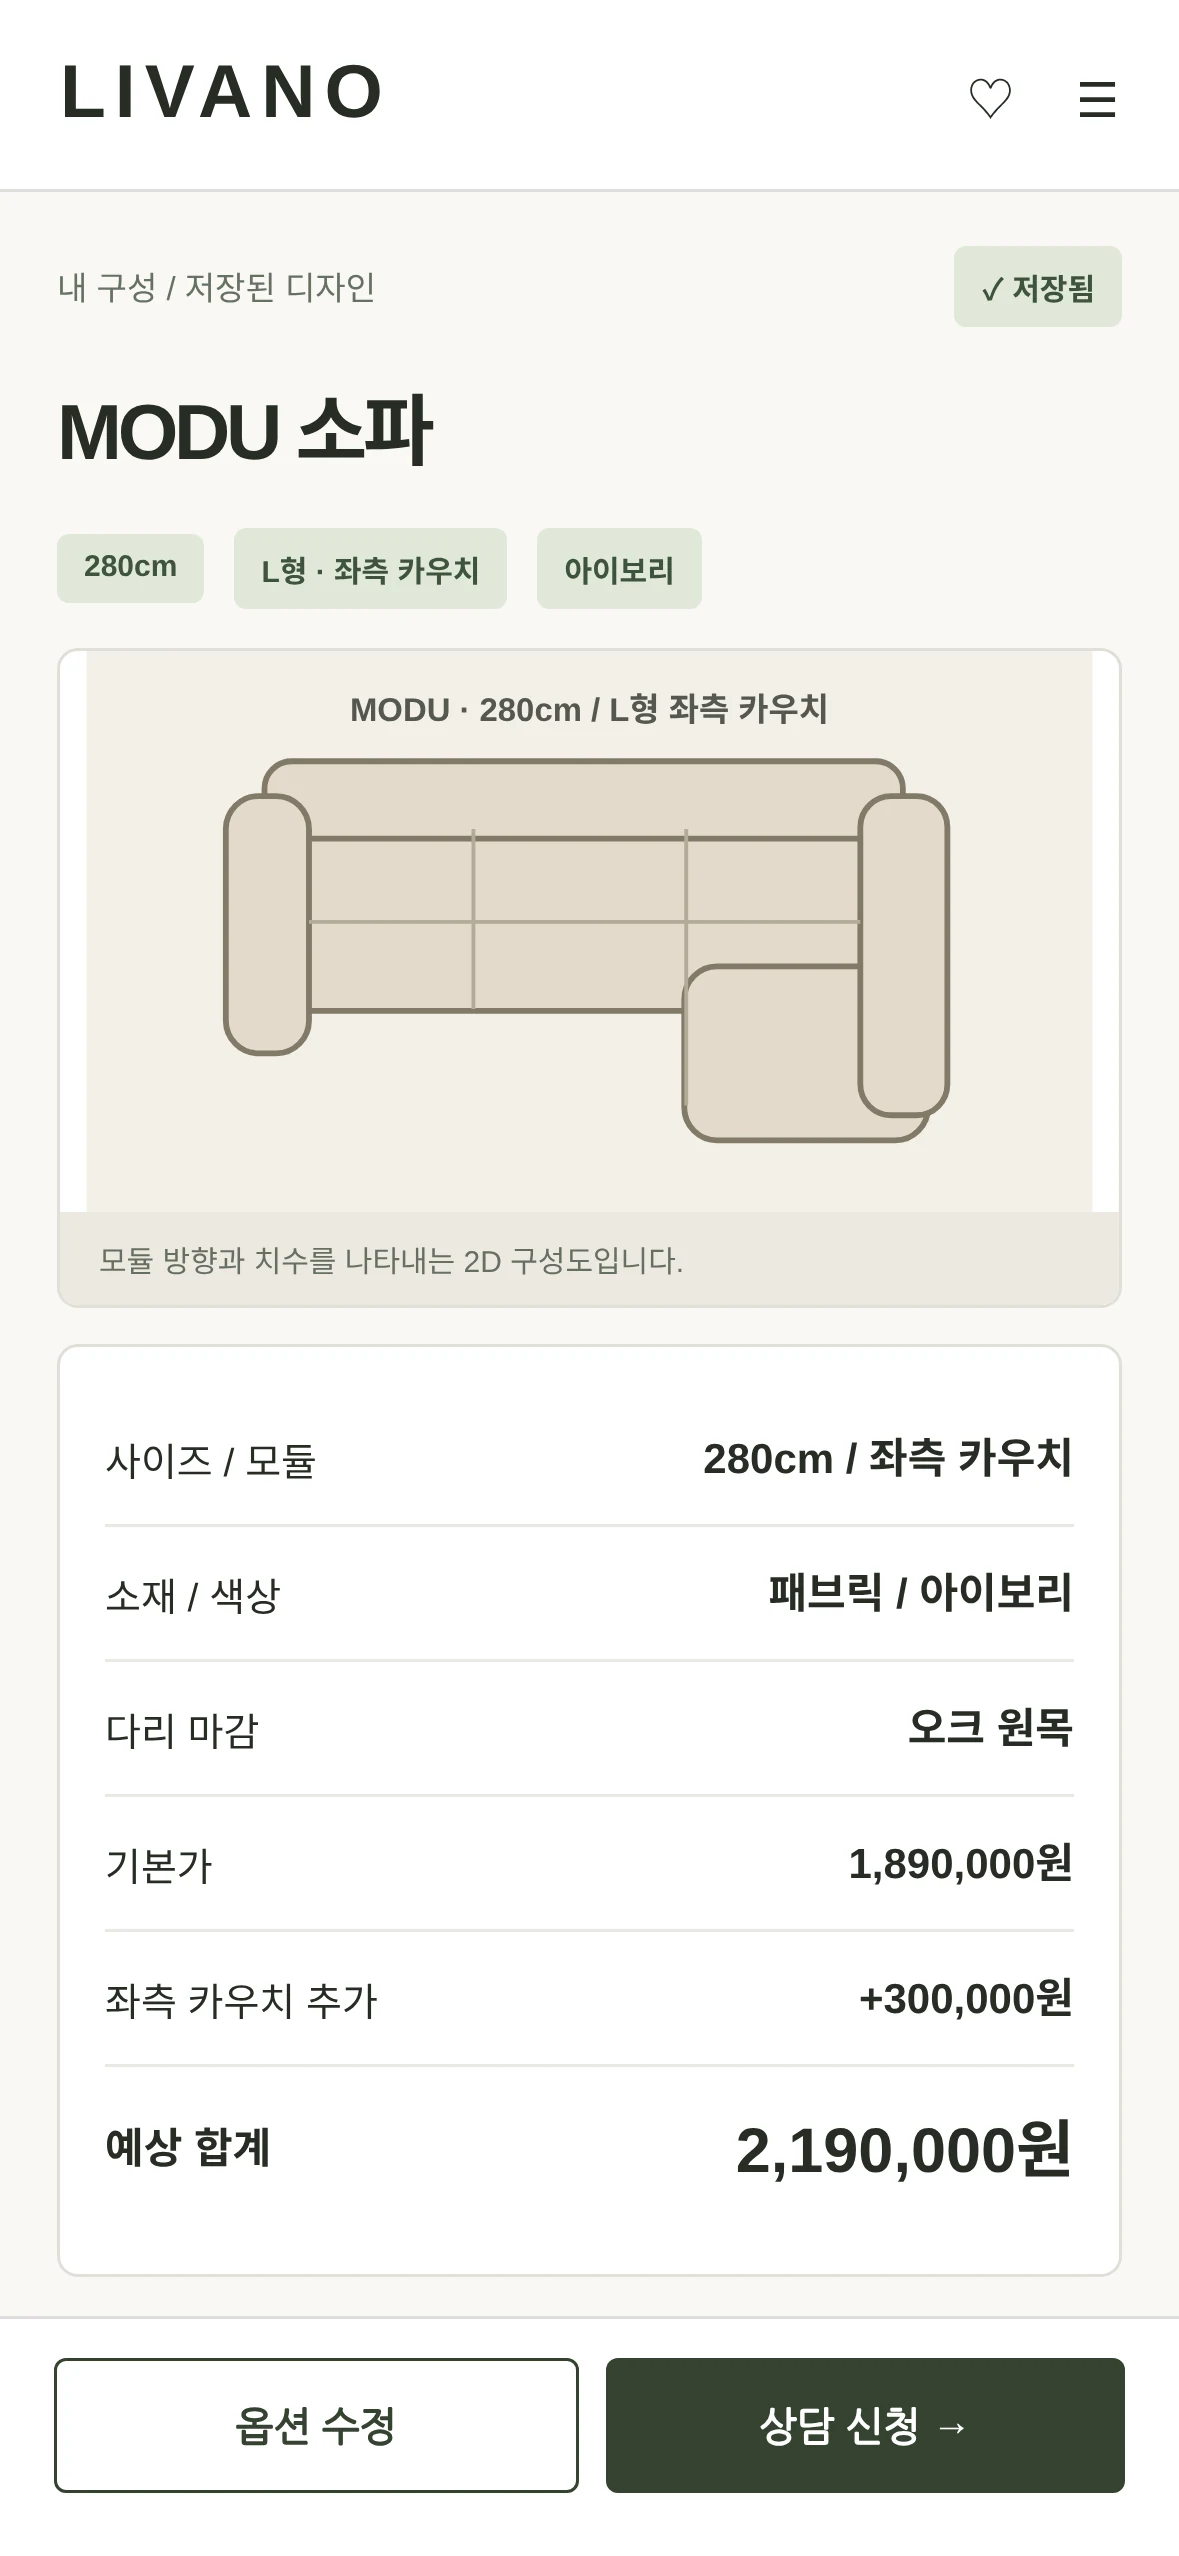 LIVANO ♡ ☰
내 구성 / 저장된 디자인
✓ 저장됨
MODU 소파
280cm
L형 · 좌측 카우치
아이보리
MODU · 280cm / L형 좌측 카우치
모듈 방향과 치수를 나타내는 2D 구성도입니다.
사이즈 / 모듈 280cm / 좌측 카우치
소재 / 색상 패브릭 / 아이보리
다리 마감 오크 원목
기본가 1,890,000원
좌측 카우치 추가 +300,000원
예상 합계 2,190,000원
옵션 수정
상담 신청 →